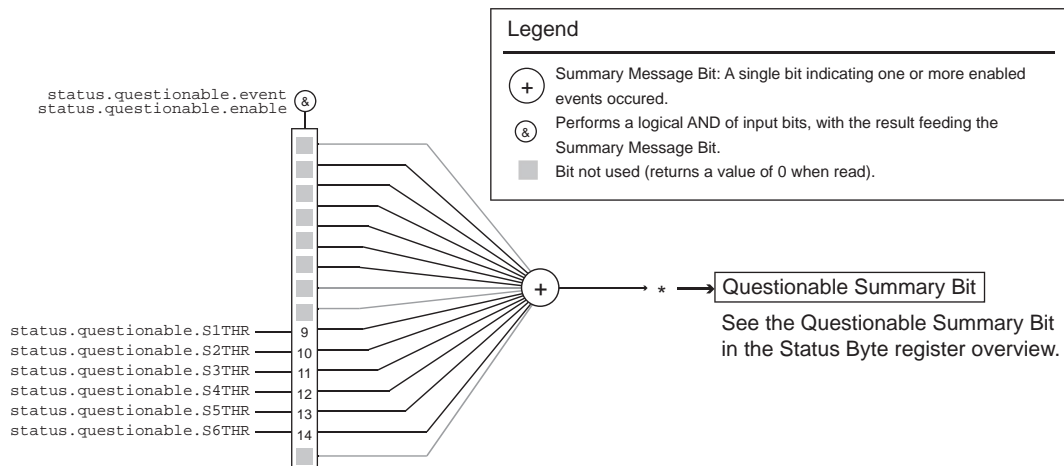 Legend
+
Summary Message Bit: A single bit indicating one or more enabled
events occured.
&
Performs a logical AND of input bits, with the result feeding the
Summary Message Bit.
Bit not used (returns a value of 0 when read).
status.questionable.event
status.questionable.enable
&
status.questionable.S1THR 9
status.questionable.S2THR 10
status.questionable.S3THR 11
status.questionable.S4THR 12
status.questionable.S5THR 13
status.questionable.S6THR 14
+
*
Questionable Summary Bit
See the Questionable Summary Bit
in the Status Byte register overview.